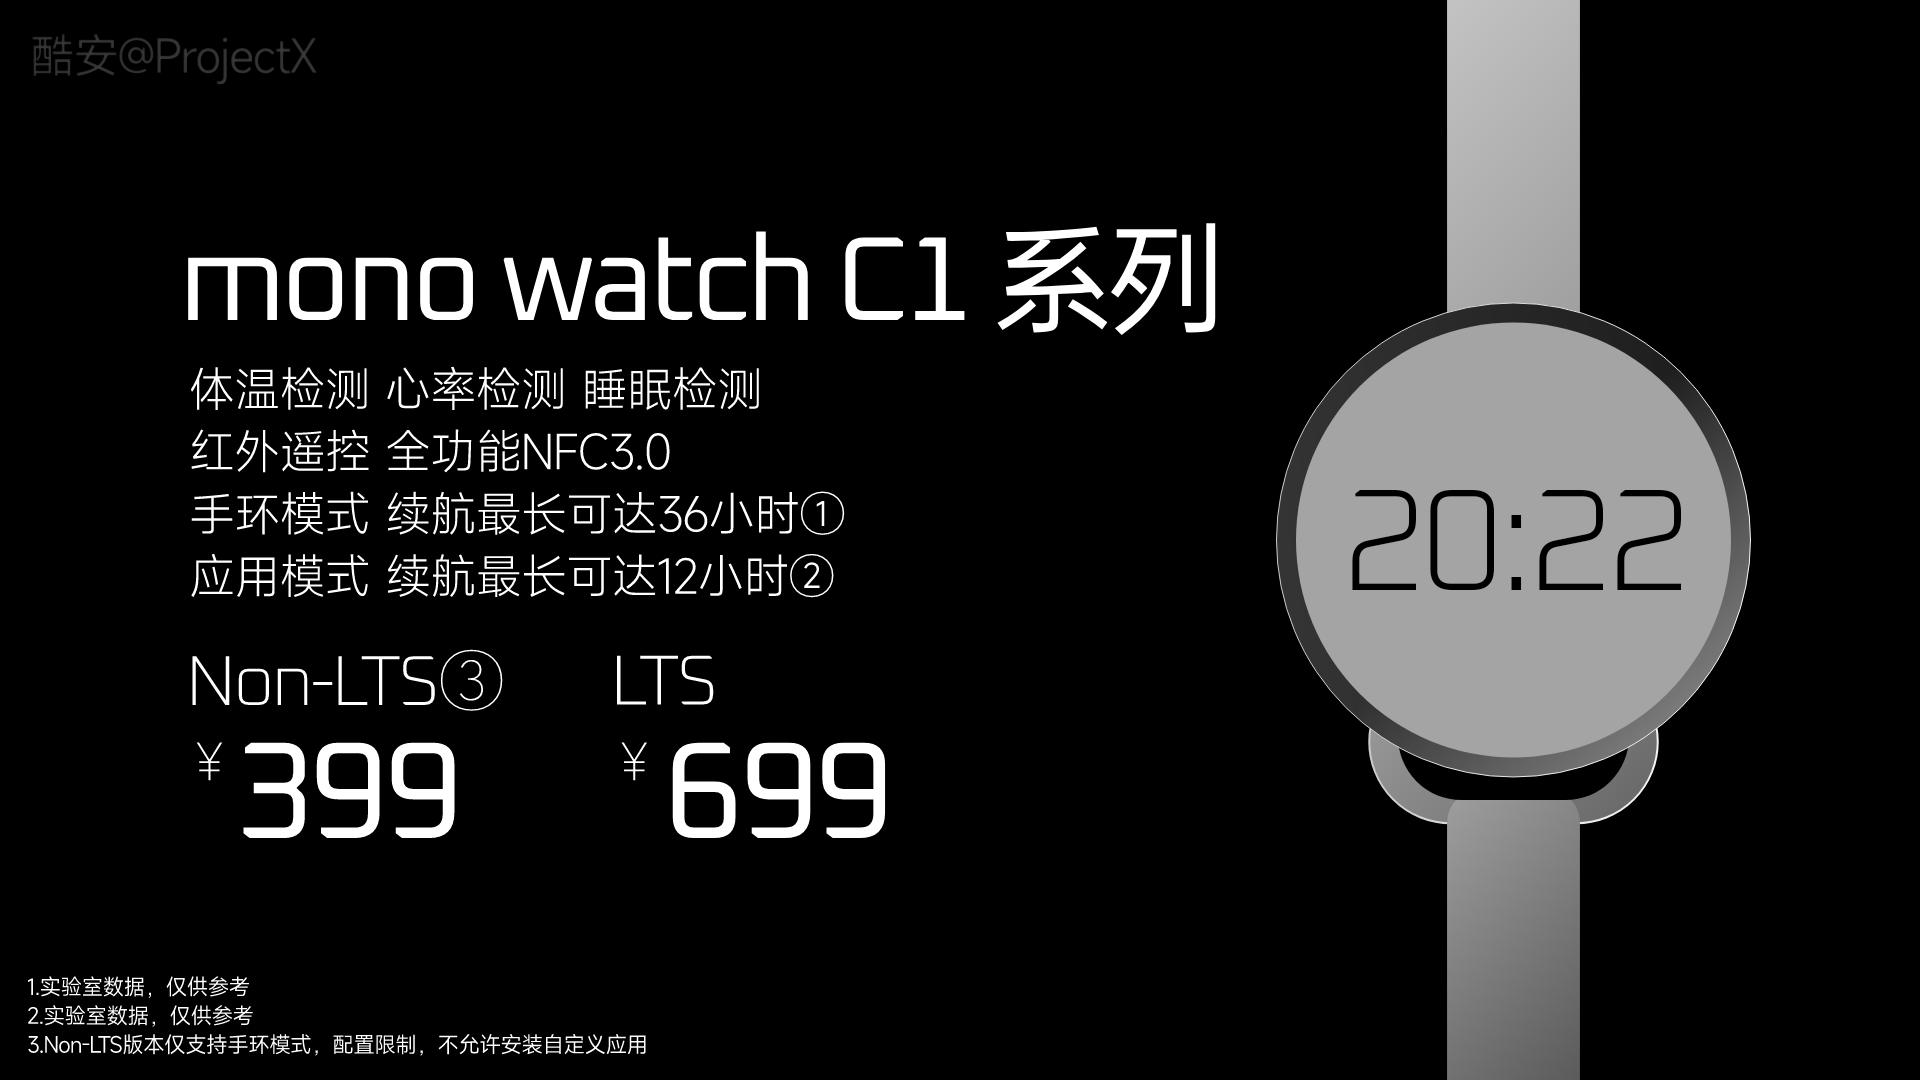 酷安@ProjectX
mono watch C1 系列
体温检测 心率检测 睡眠检测
红外遥控 全功能NFC3.0
手环模式 续航最长可达36小时①
应用模式 续航最长可达12小时②
Non-LTS③
¥399
LTS
¥699
20:22
1.实验室数据，仅供参考
2.实验室数据，仅供参考
3.Non-LTS版本仅支持手环模式，配置限制，不允许安装自定义应用